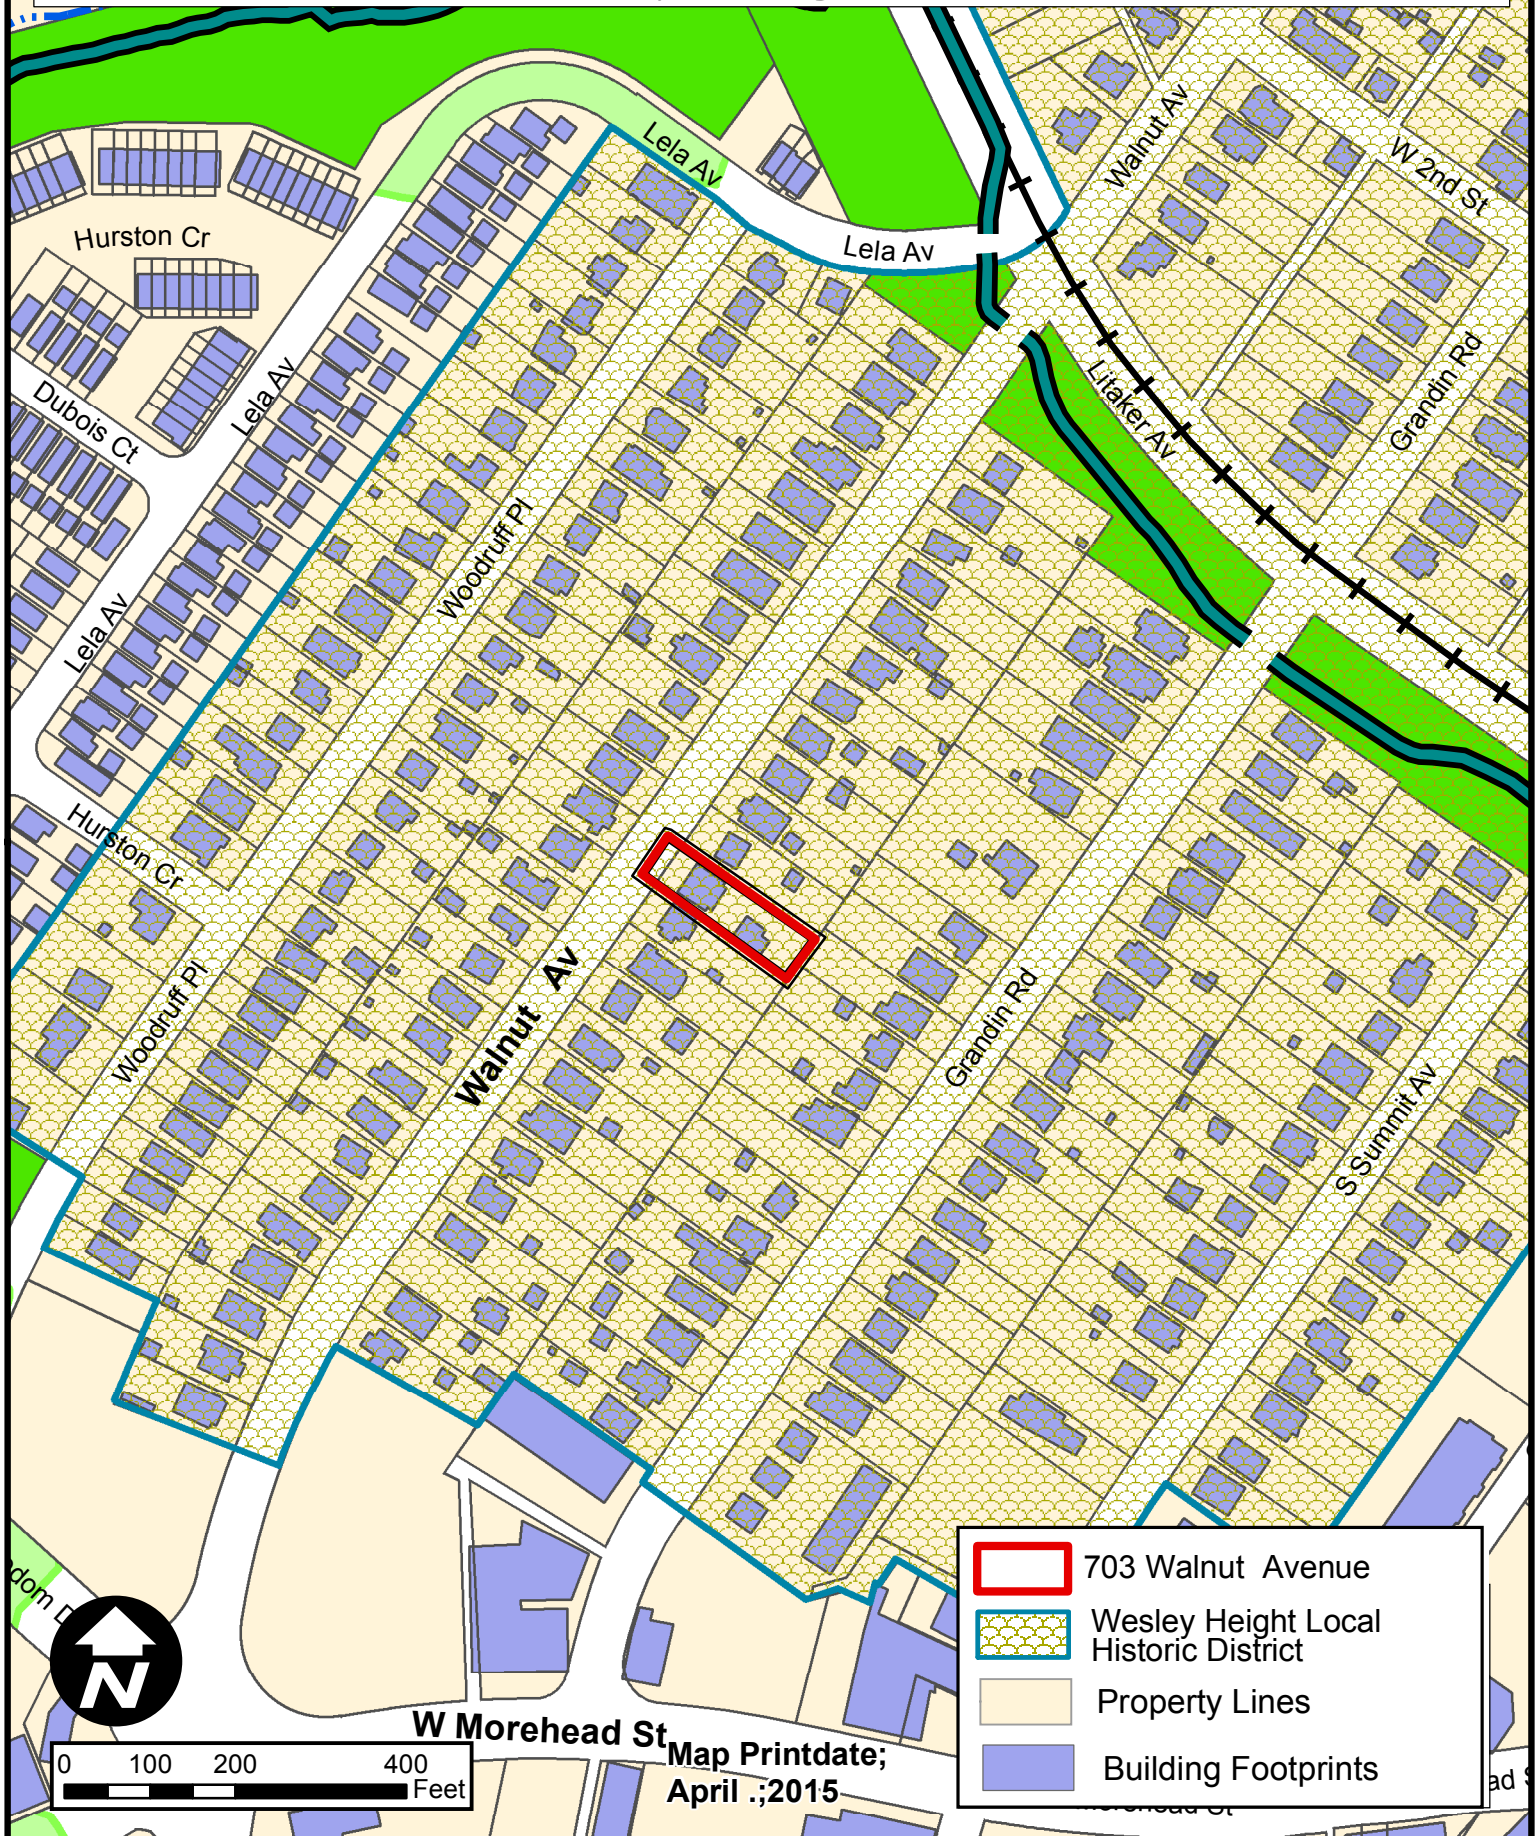 Lela Av
Walnut Av
W 2nd St
Hurston Cr
Lela Av
Litaker Av
Grandin Rd
Dubois Ct
Lela Av
Woodruff Pl
Lela Av
Hurston Cr
Woodruff Pl
Walnut Av
Grandin Rd
S Summit Av
703 Walnut Avenue
Wesley Height Local
Historic District
Property Lines
Building Footprints
N
W Morehead St
Map Printdate;
April .;2015
0 100 200 400
Feet